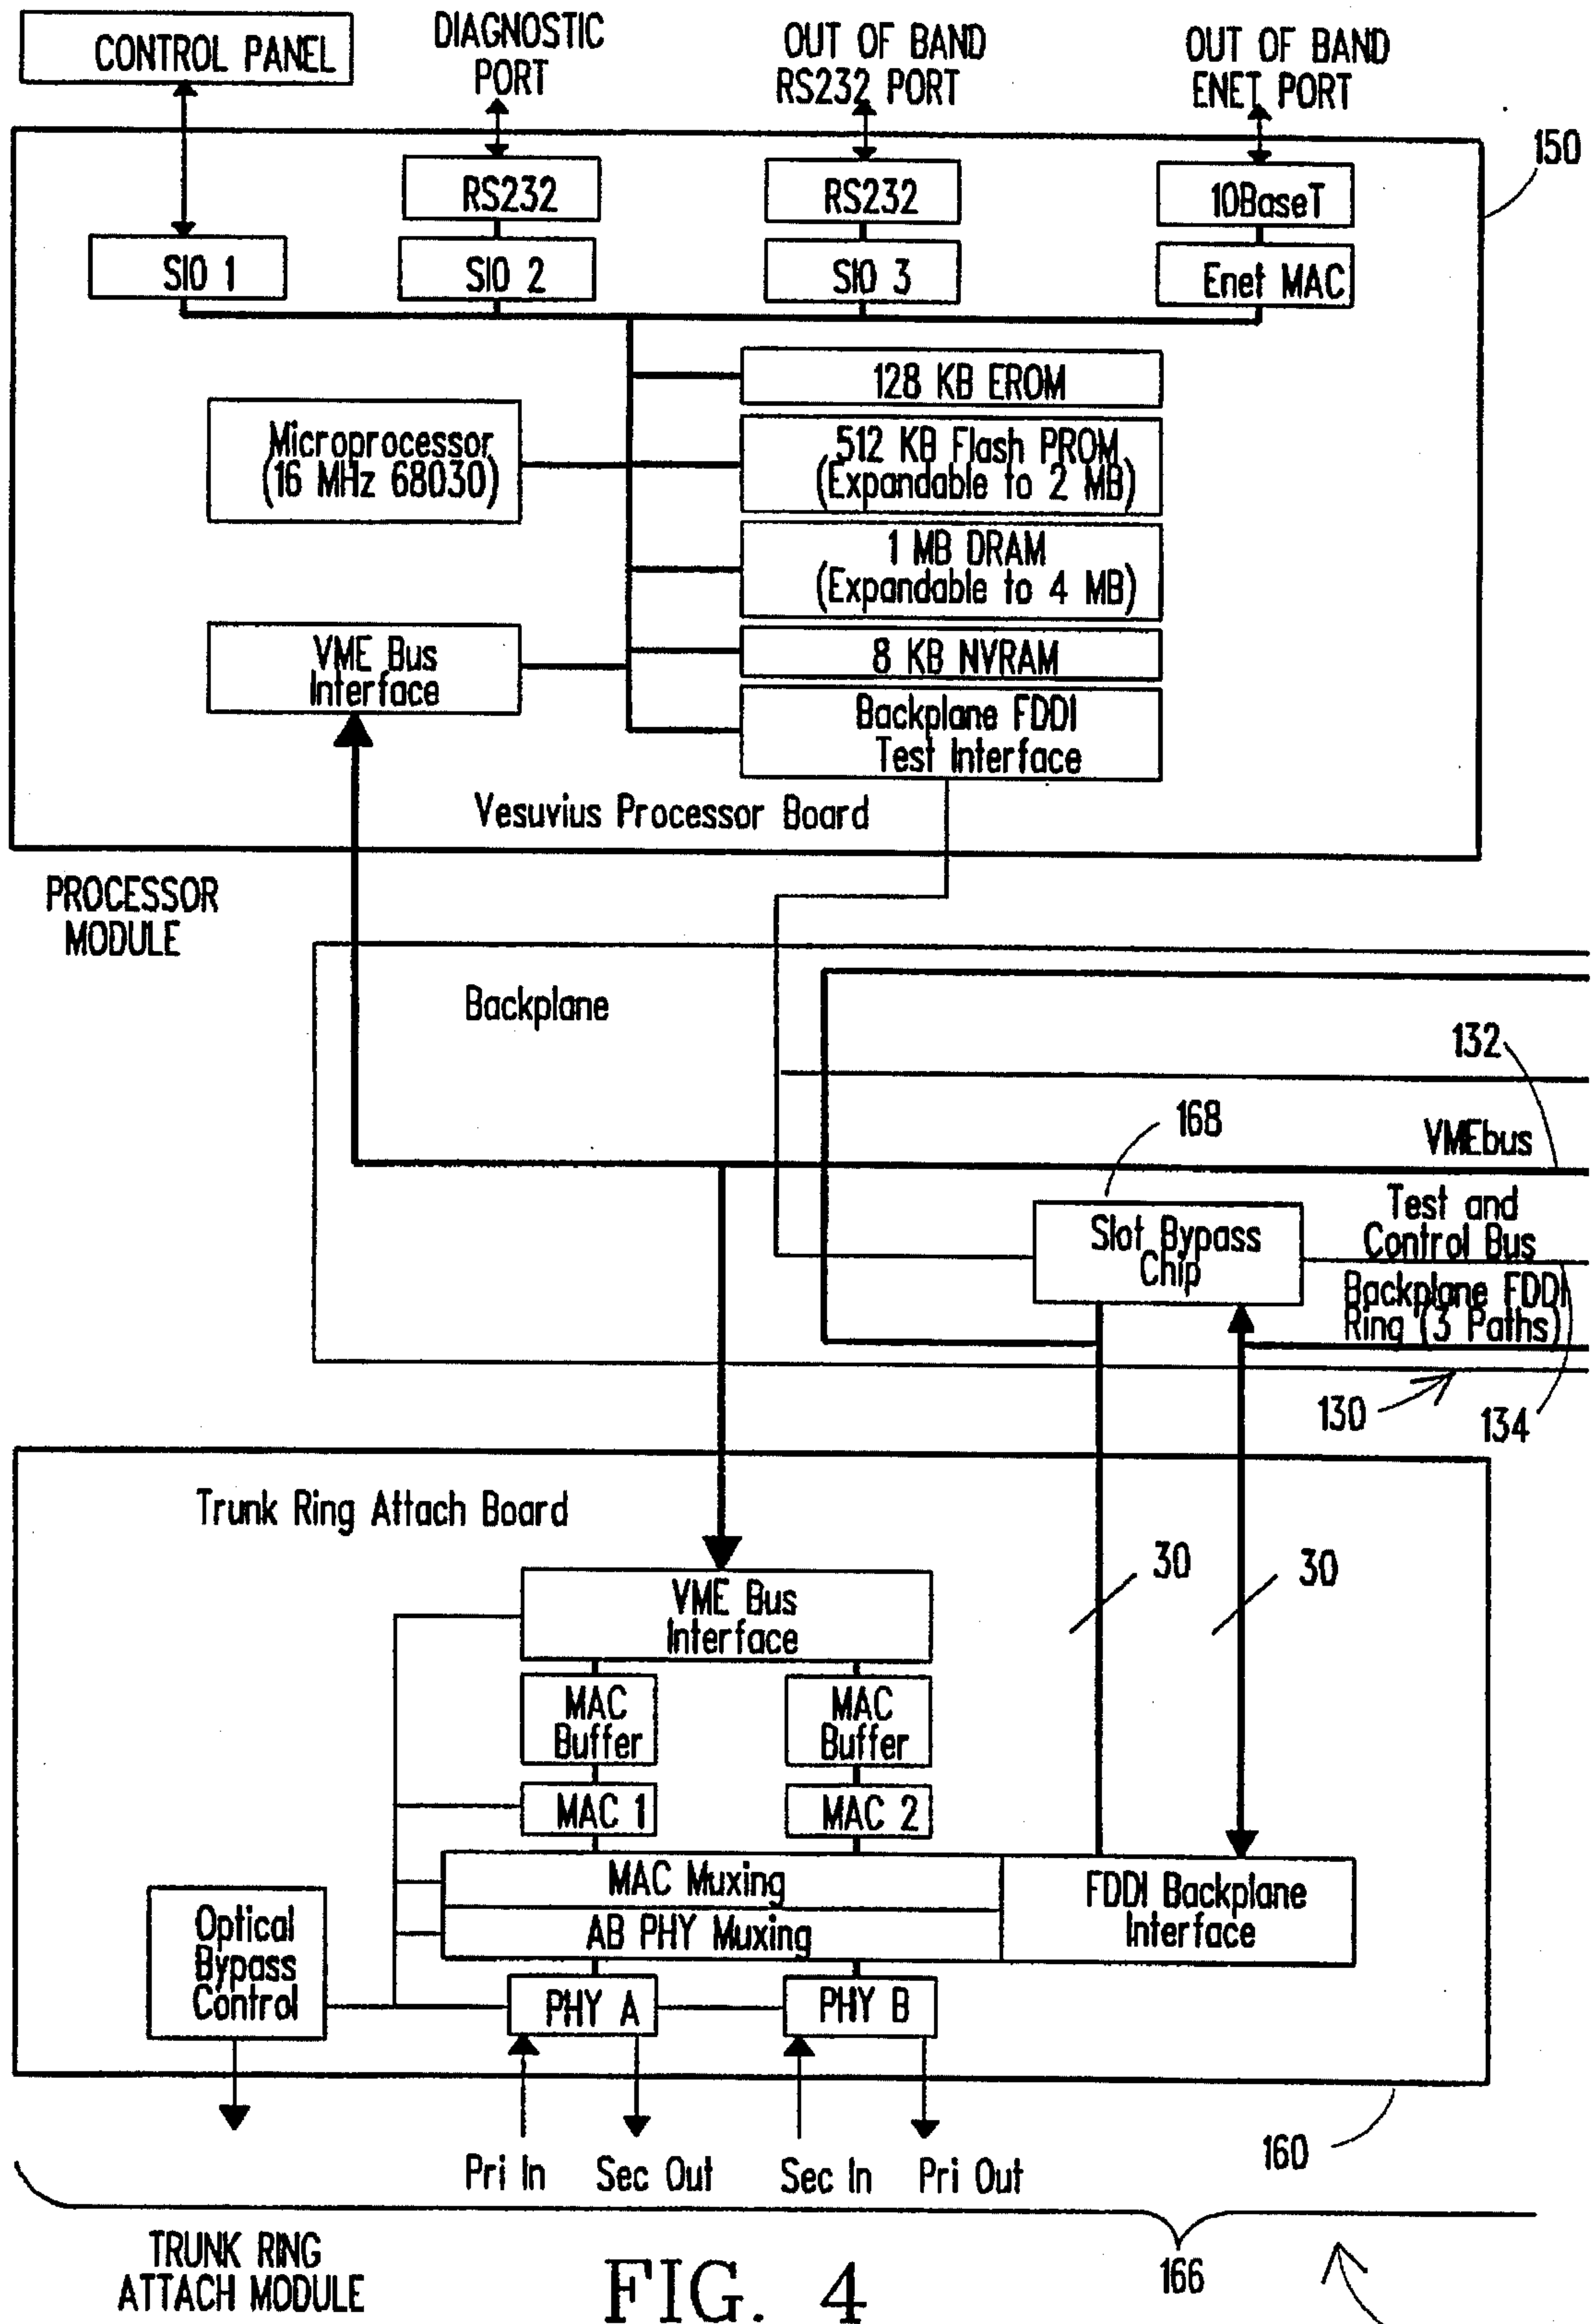 CONTROL PANEL
DIAGNOSTIC
PORT
OUT OF BAND
RS232 PORT
OUT OF BAND
ENET PORT
150
RS232
RS232
10BaseT
SIO 1
SIO 2
SIO 3
Enet MAC
128 KB EROM
Microprocessor
(16 MHz 68030)
512 KB Flash PROM
(Expandable to 2 MB)
1 MB DRAM
(Expandable to 4 MB)
VME Bus
Interface
8 KB NVRAM
Backplane FDDI
Test Interface
Vesuvius Processor Board
PROCESSOR
MODULE
Backplane
132
168
VMEbus
Slot Bypass
Chip
Test and
Control Bus
Backplane FDDI
Ring (3 Paths)
130
134
Trunk Ring Attach Board
30
30
VME Bus
Interface
MAC
Buffer
MAC
Buffer
MAC 1
MAC 2
MAC Muxing
AB PHY Muxing
FDDI Backplane
Interface
Optical
Bypass
Control
PHY A
PHY B
160
Pri In
Sec Out
Sec In
Pri Out
166
TRUNK RING
ATTACH MODULE
FIG. 4